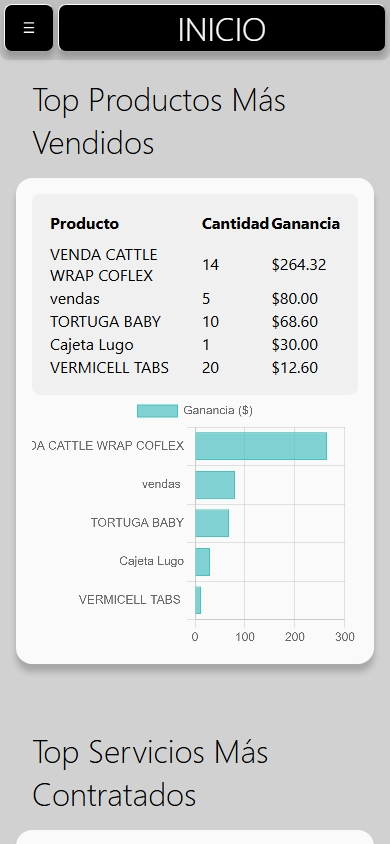 ☰ INICIO
Top Productos Más
Vendidos
Producto Cantidad Ganancia
VENDA CATTLE
WRAP COFLEX 14 $264.32
vendas 5 $80.00
TORTUGA BABY 10 $68.60
Cajeta Lugo 1 $30.00
VERMICELL TABS 20 $12.60
Ganancia ($)
DA CATTLE WRAP COFLEX
vendas
TORTUGA BABY
Cajeta Lugo
VERMICELL TABS
0 100 200 300
Top Servicios Más
Contratados